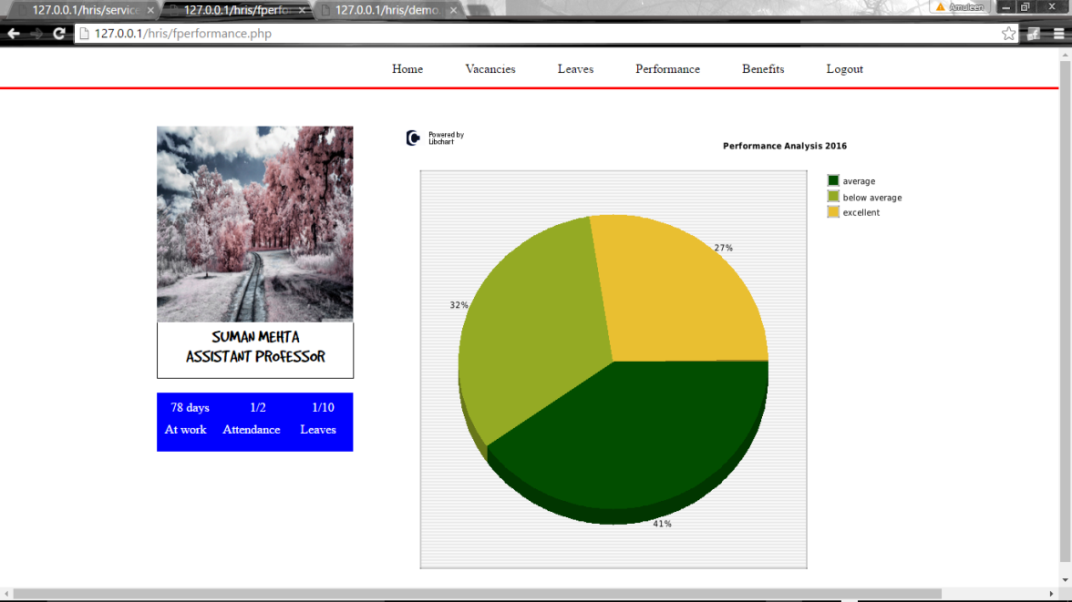 127.0.0.1/hris/service
127.0.0.1/hris/fperfo
127.0.0.1/hris/demo
127.0.0.1/hris/fperformance.php
Home Vacancies Leaves Performance Benefits Logout
Powered by
Libchart
Performance Analysis 2016
average
below average
excellent
27%
32%
41%
SUMAN MEHTA
ASSISTANT PROFESSOR
78 days 1/2 1/10
At work Attendance Leaves